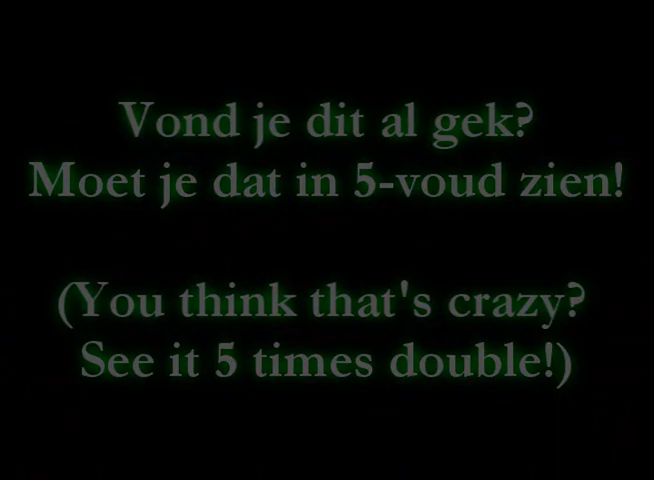 Vond je dit al gek?
Moet je dat in 5-voud zien!
(You think that's crazy?
See it 5 times double!)